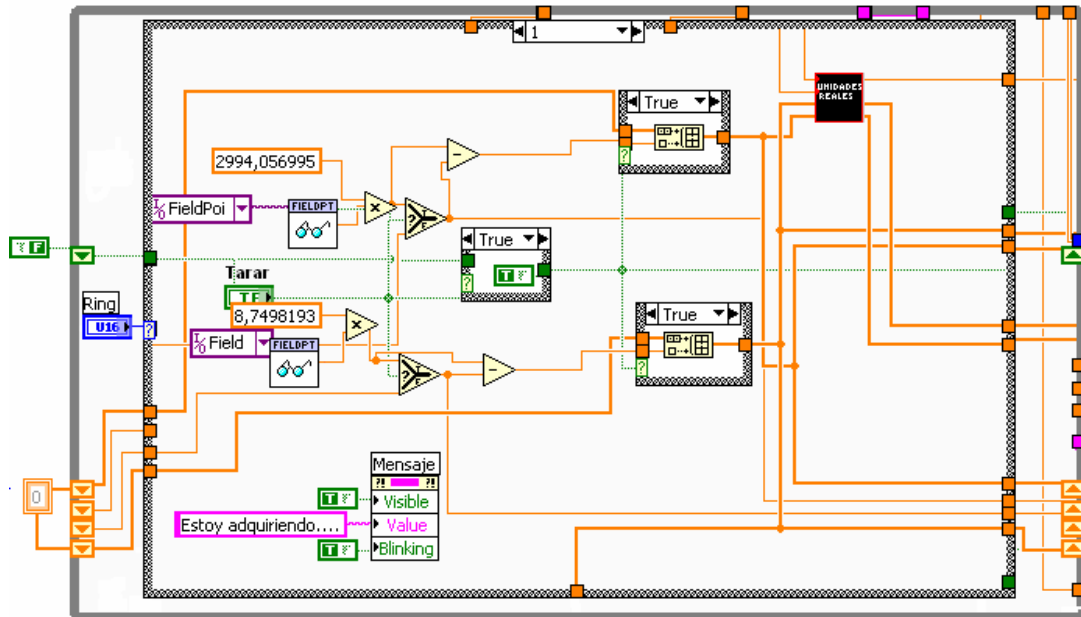 1
True
UNIDADES
REALES
2994,056995
I/O FieldPoi
FIELDPT
True
F
Tarar
TF
T
Ring
U16
8,7498193
I/O Field
FIELDPT
True
0
Mensaje
T
Visible
Estoy adquiriendo....
Value
T
Blinking